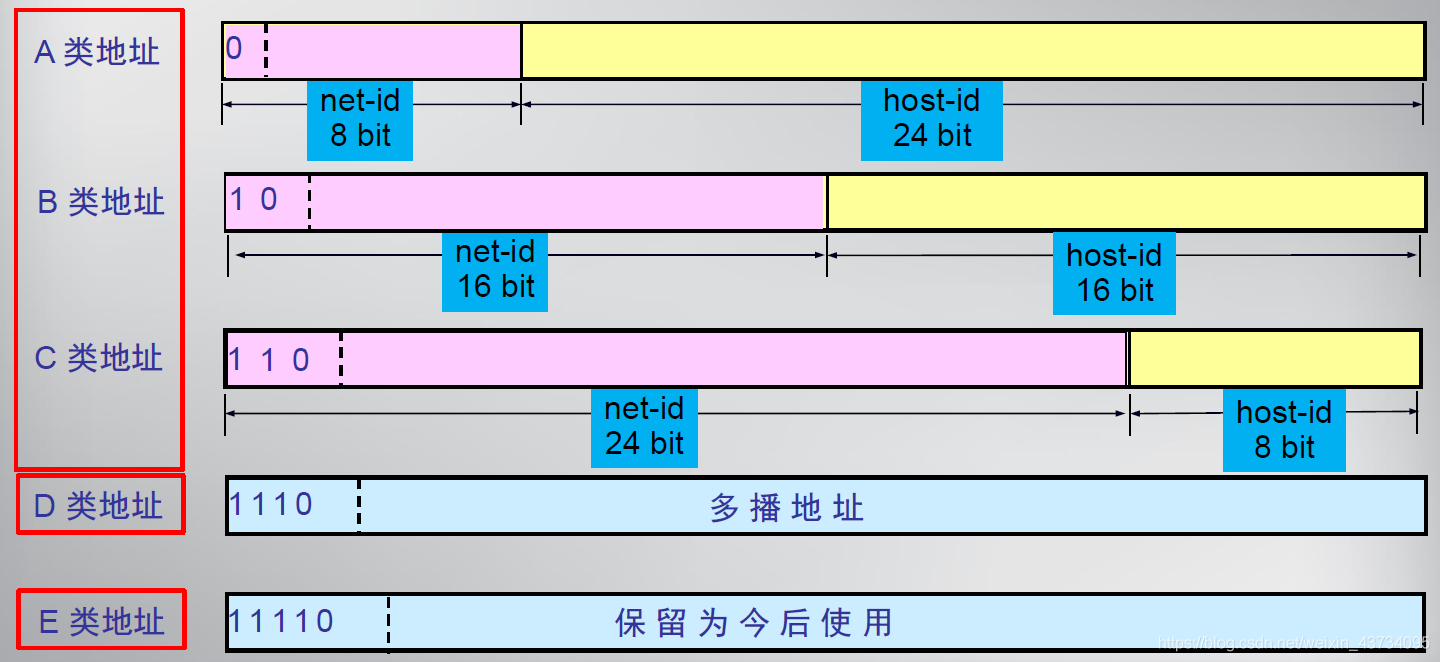 A 类地址
0
net-id
8 bit
host-id
24 bit
B 类地址
1 0
net-id
16 bit
host-id
16 bit
C 类地址
1 1 0
net-id
24 bit
host-id
8 bit
D 类地址
1110
多播地址
E 类地址
11110
保留为今后使用
https://blog.csdn.net/weixin_43734095